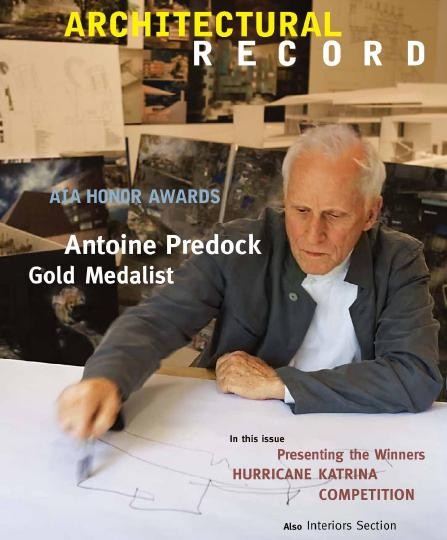 ARCHITECTURAL
RECORD
AIA HONOR AWARDS
Antoine Predock
Gold Medalist
In this issue
Presenting the Winners
HURRICANE KATRINA
COMPETITION
Also Interiors Section